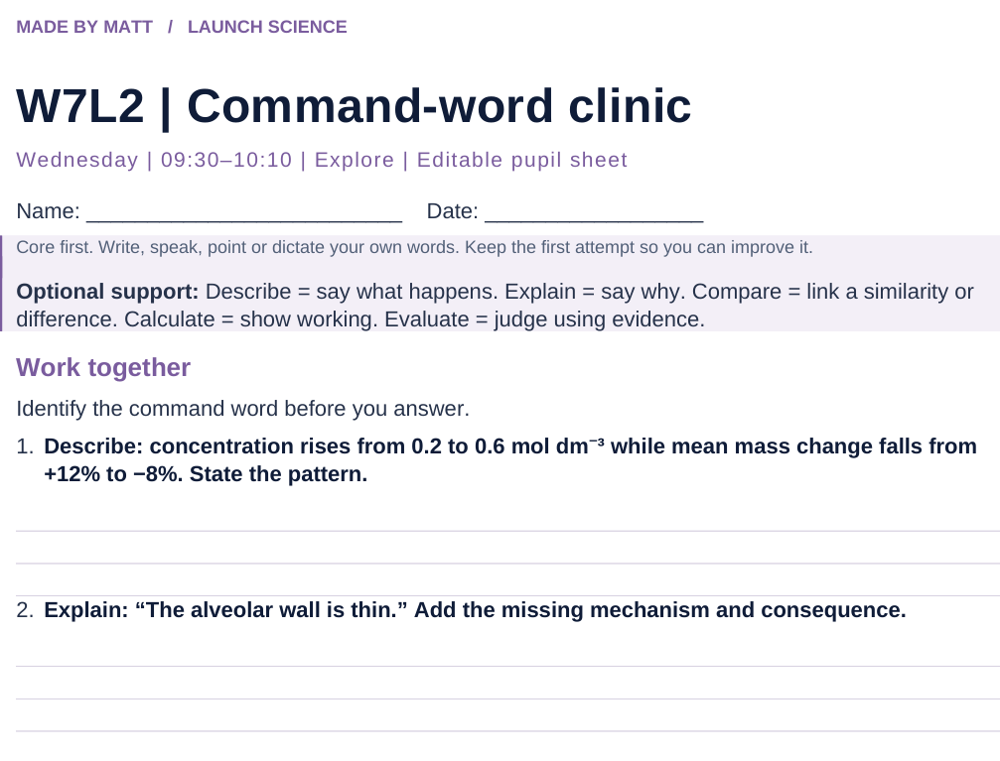 MADE BY MATT / LAUNCH SCIENCE
W7L2 | Command-word clinic
Wednesday | 09:30–10:10 | Explore | Editable pupil sheet
Name: __________________________ Date: __________________
Core first. Write, speak, point or dictate your own words. Keep the first attempt so you can improve it.
Optional support: Describe = say what happens. Explain = say why. Compare = link a similarity or
difference. Calculate = show working. Evaluate = judge using evidence.
Work together
Identify the command word before you answer.
1. Describe: concentration rises from 0.2 to 0.6 mol dm⁻³ while mean mass change falls from
+12% to −8%. State the pattern.
2. Explain: “The alveolar wall is thin.” Add the missing mechanism and consequence.